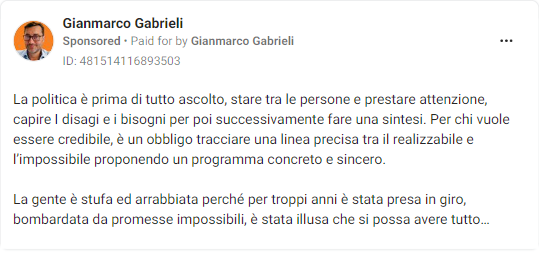 Gianmarco Gabrieli
Sponsored • Paid for by Gianmarco Gabrieli
ID: 481514116893503
La politica è prima di tutto ascolto, stare tra le persone e prestare attenzione,
capire I disagi e i bisogni per poi successivamente fare una sintesi. Per chi vuole
essere credibile, è un obbligo tracciare una linea precisa tra il realizzabile e
l’impossibile proponendo un programma concreto e sincero.
La gente è stufa ed arrabbiata perché per troppi anni è stata presa in giro,
bombardata da promesse impossibili, è stata illusa che si possa avere tutto…